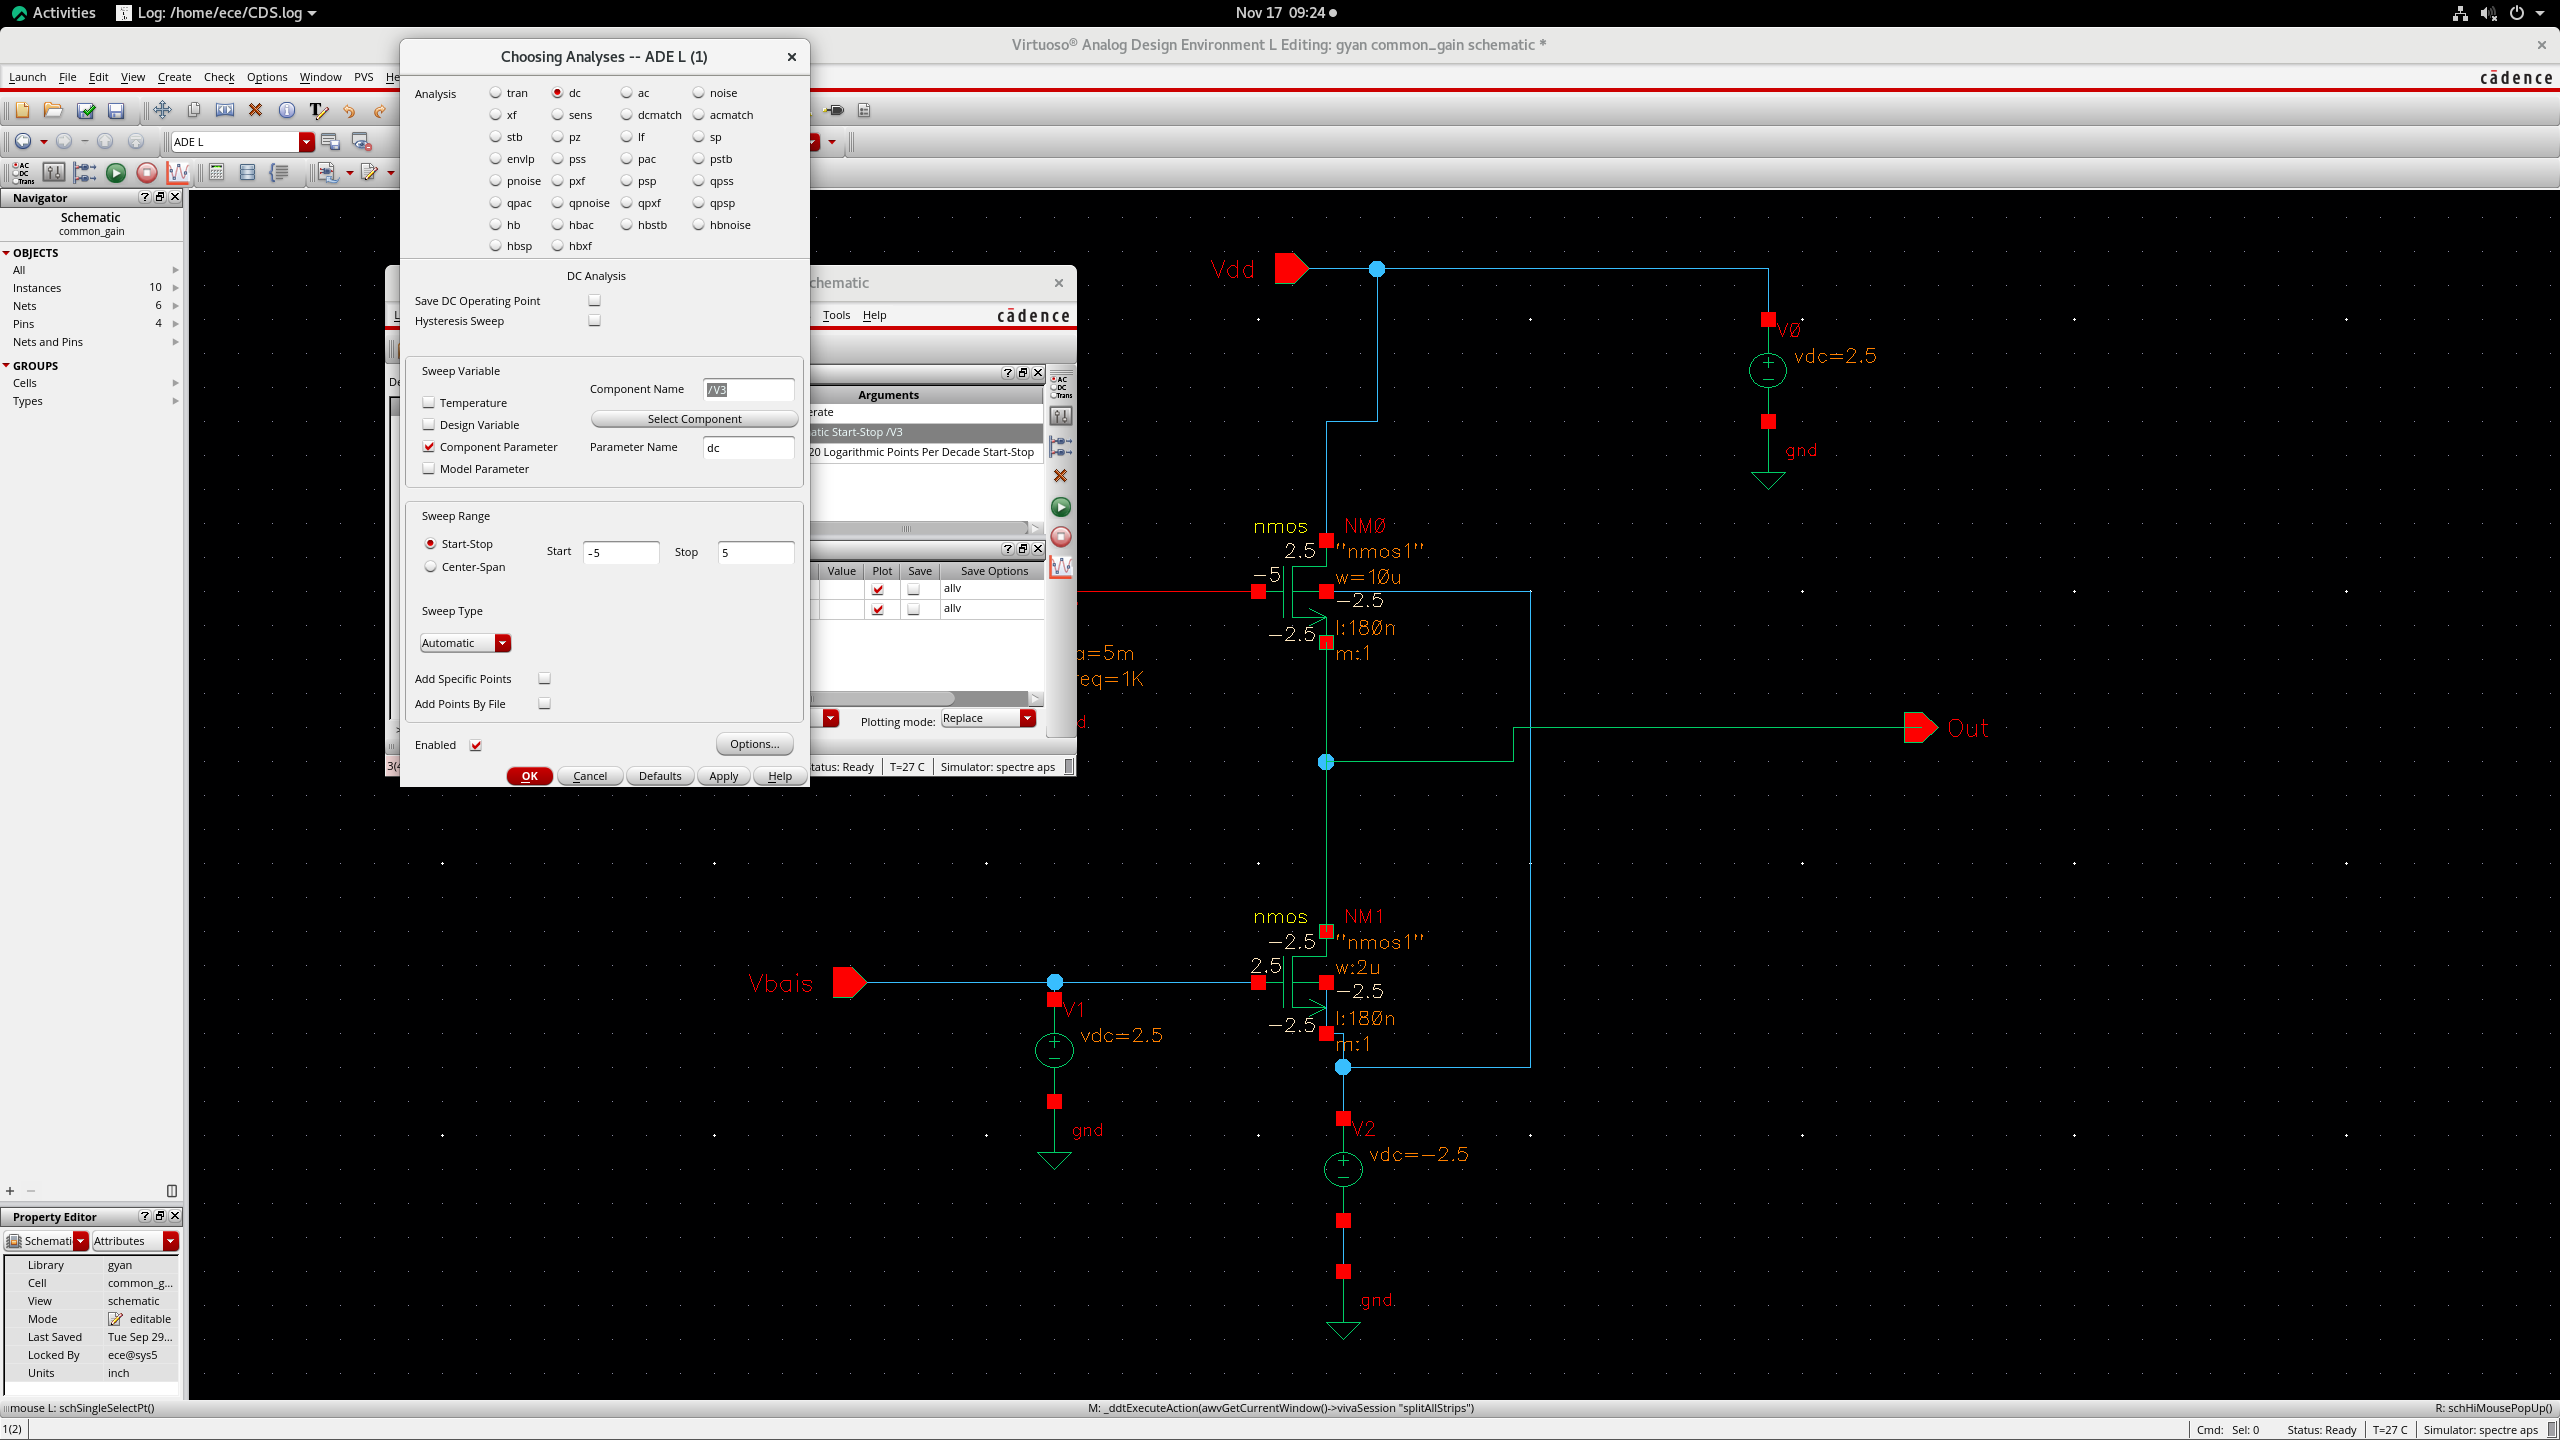 Activities
Log: /home/ece/CDS.log
Nov 17 09:24
Virtuoso® Analog Design Environment L Editing: gyan common_gain schematic *
Launch File Edit View Create Check Options Window PVS He
cādence
ADE L
AC
DC
Trans
Navigator
Schematic
common_gain
OBJECTS
All
Instances 10
Nets 6
Pins 4
Nets and Pins
GROUPS
Cells
Types
Property Editor
Schemati Attributes
Library gyan
Cell common_g...
View schematic
Mode editable
Last Saved Tue Sep 29...
Locked By ece@sys5
Units inch
Choosing Analyses -- ADE L (1)
Analysis
tran dc ac noise
xf sens dcmatch acmatch
stb pz lf sp
envlp pss pac pstb
pnoise pxf psp qpss
qpac qpnoise qpxf qpsp
hb hbac hbstb hbnoise
hbsp hbxf
DC Analysis
Save DC Operating Point
Hysteresis Sweep
Sweep Variable
Temperature
Design Variable
Component Parameter
Model Parameter
Component Name /V3
Select Component
Parameter Name dc
Sweep Range
Start-Stop
Center-Span
Start -5 Stop 5
Sweep Type
Automatic
Add Specific Points
Add Points By File
Enabled
Options...
OK Cancel Defaults Apply Help
chematic
Tools Help
cādence
Arguments
erate
atic Start-Stop /V3
20 Logarithmic Points Per Decade Start-Stop
Value Plot Save Save Options
allv
allv
Plotting mode: Replace
tatus: Ready T=27 C Simulator: spectre aps
AC
DC
Trans
Vdd
V0
vdc=2.5
gnd
nmos NM0
2.5 "nmos1"
-5 w=10u
-2.5
-2.5 l:180n
m:1
a=5m
req=1K
d
Out
nmos NM1
-2.5 "nmos1"
2.5 w:2u
-2.5
-2.5 l:180n
m:1
Vbais
V1
vdc=2.5
gnd
V2
vdc=-2.5
gnd
mouse L: schSingleSelectPt()
M: _ddtExecuteAction(awvGetCurrentWindow()->vivaSession "splitAllStrips")
R: schHiMousePopUp()
1(2)
Cmd: Sel: 0 Status: Ready T=27 C Simulator: spectre aps